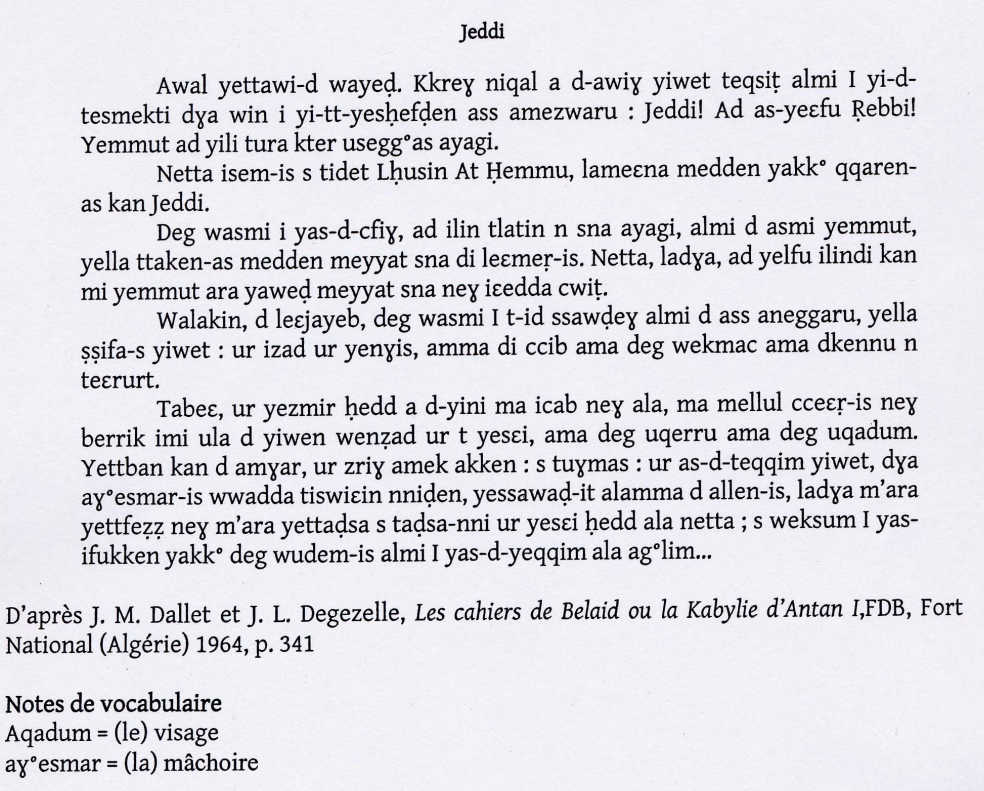 Jeddi
Awal yettawi-d wayeḍ. Kkreɣ niqal a d-awiɣ yiwet teqsiṭ almi I yi-d-
tesmekti dɣa win i yi-tt-yesḥefḍen ass amezwaru : Jeddi! Ad as-yeɛfu Ṛebbi!
Yemmut ad yili tura kter usegg°as ayagi.
Netta isem-is s tidet Lḥusin At Ḥemmu, lameɛna medden yakk° qqaren-
as kan Jeddi.
Deg wasmi i yas-d-cfiɣ, ad ilin tlatin n sna ayagi, almi d asmi yemmut,
yella ttaken-as medden meyyat sna di leɛmeṛ-is. Netta, ladɣa, ad yelfu ilindi kan
mi yemmut ara yaweḍ meyyat sna neɣ iɛedda cwiṭ.
Walakin, d leɛjayeb, deg wasmi I t-id ssawḍeɣ almi d ass aneggaru, yella
ṣṣifa-s yiwet : ur izad ur yenɣis, amma di ccib ama deg wekmac ama dkennu n
teɛrurt.
Tabeɛ, ur yezmir ḥedd a d-yini ma icab neɣ ala, ma mellul cceɛṛ-is neɣ
berrik imi ula d yiwen wenẓad ur t yesɛi, ama deg uqerru ama deg uqadum.
Yettban kan d amɣar, ur zriɣ amek akken : s tuɣmas : ur as-d-teqqim yiwet, dɣa
aɣ°esmar-is wwadda tiswiɛin nniḍen, yessawaḍ-it alamma d allen-is, ladɣa m’ara
yettfeẓẓ neɣ m’ara yettaḍsa s taḍsa-nni ur yesɛi ḥedd ala netta ; s weksum I yas-
ifukken yakk° deg wudem-is almi I yas-d-yeqqim ala ag°lim...
D’après J. M. Dallet et J. L. Degezelle, Les cahiers de Belaid ou la Kabylie d’Antan I,FDB, Fort
National (Algérie) 1964, p. 341
Notes de vocabulaire
Aqadum = (le) visage
aɣ°esmar = (la) mâchoire